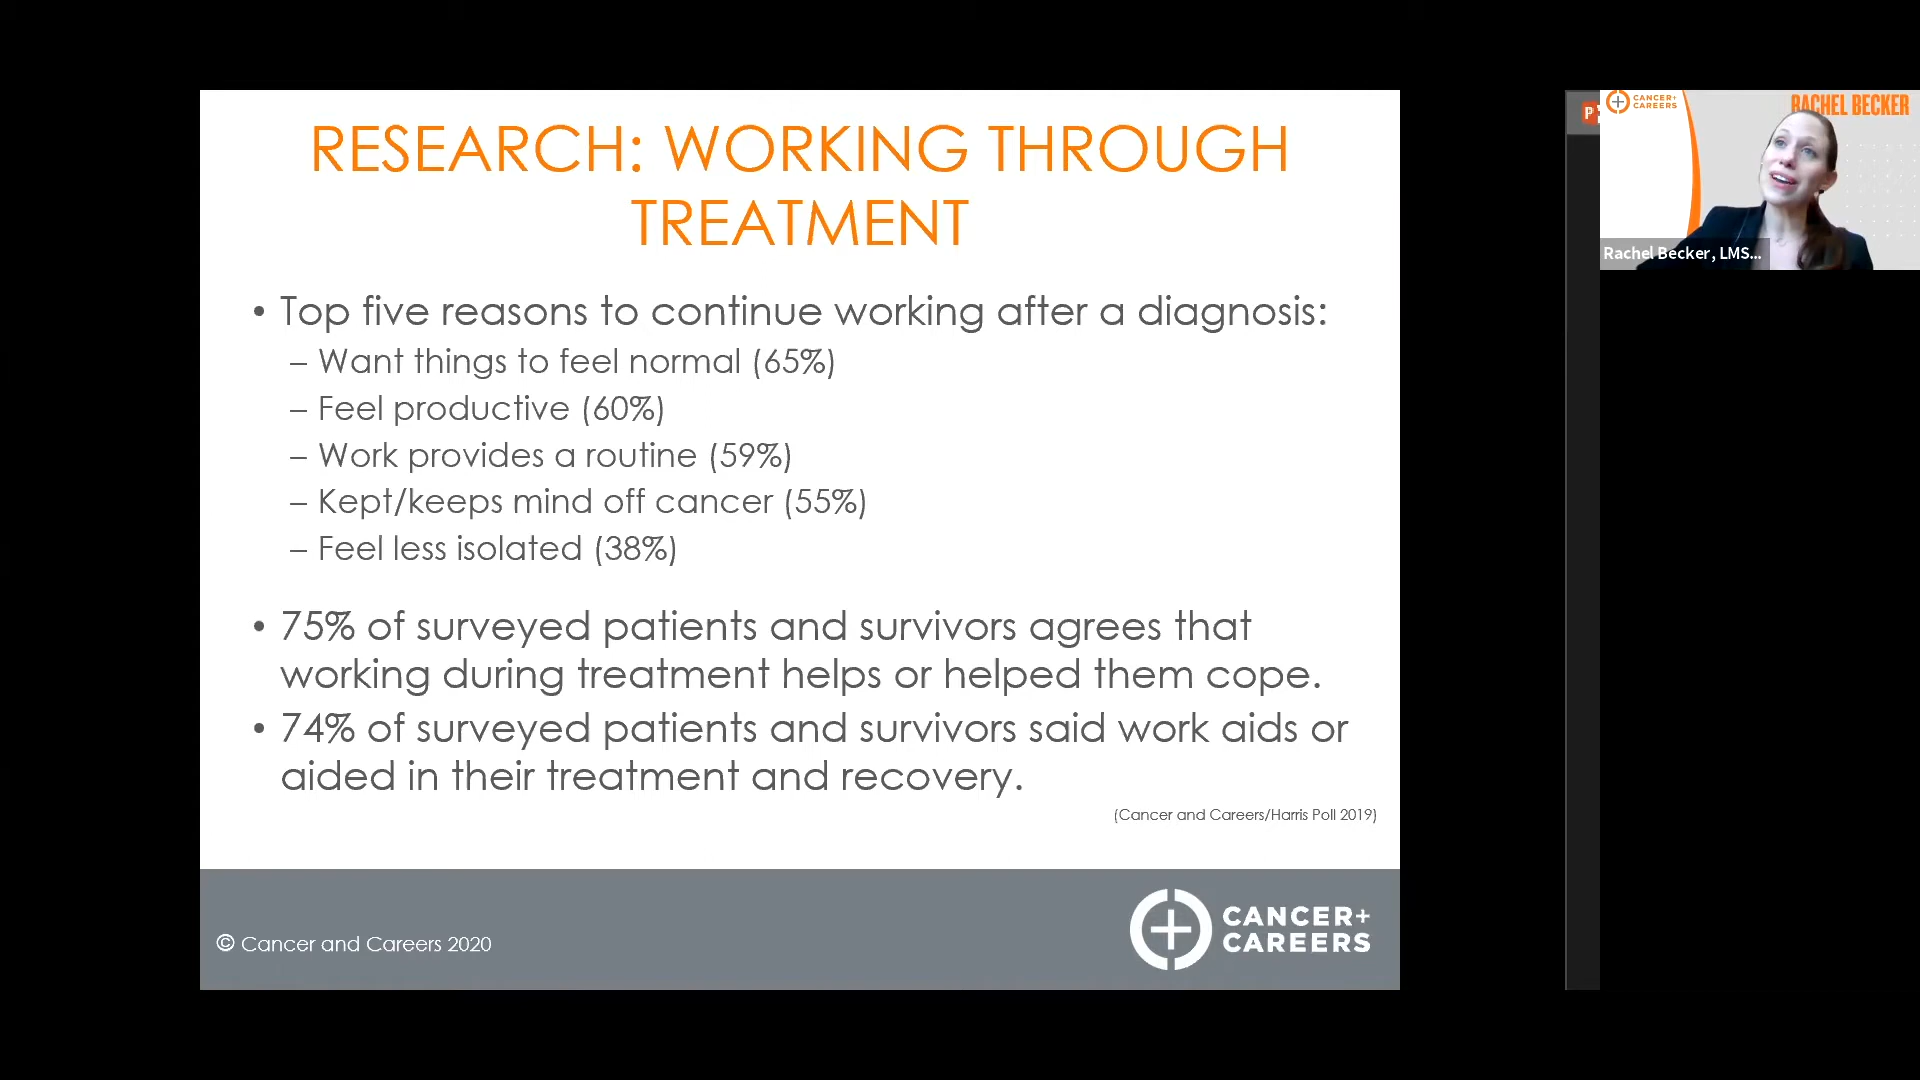 RESEARCH: WORKING THROUGH
TREATMENT
• Top five reasons to continue working after a diagnosis:
– Want things to feel normal (65%)
– Feel productive (60%)
– Work provides a routine (59%)
– Kept/keeps mind off cancer (55%)
– Feel less isolated (38%)
• 75% of surveyed patients and survivors agrees that
working during treatment helps or helped them cope.
• 74% of surveyed patients and survivors said work aids or
aided in their treatment and recovery.
(Cancer and Careers/Harris Poll 2019)
© Cancer and Careers 2020
CANCER+
CAREERS
P
CANCER+
CAREERS
RACHEL BECKER
Rachel Becker, LMS...